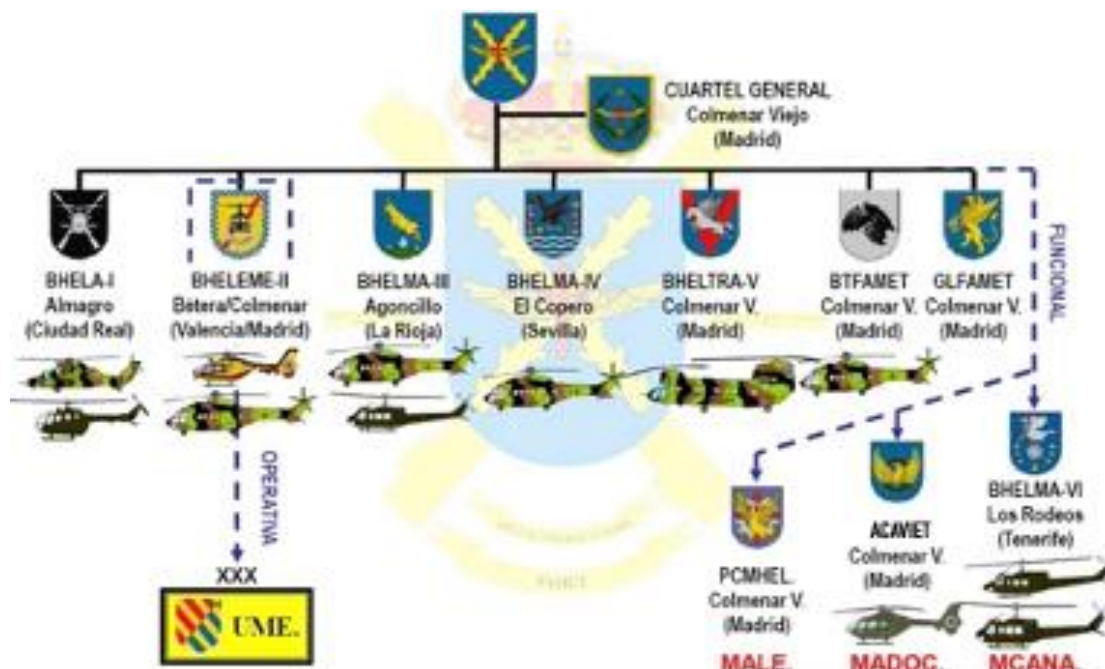 CUARTEL GENERAL
Colmenar Viejo
(Madrid)
BHELA-I
Almagro
(Ciudad Real)
BHELEME-II
Bétera/Colmenar
(Valencia/Madrid)
BHELMA-III
Agoncillo
(La Rioja)
BHELMA-IV
El Copero
(Sevilla)
BHELTRA-V
Colmenar V.
(Madrid)
BTFAMET
Colmenar V.
(Madrid)
GLFAMET
Colmenar V.
(Madrid)
FUNCIONAL
OPERATIVA
XXX
UME.
PCMHEL.
Colmenar V.
(Madrid)
MALE.
ACAVIET
Colmenar V.
(Madrid)
MADOC.
BHELMA-VI
Los Rodeos
(Tenerife)
MCANA.